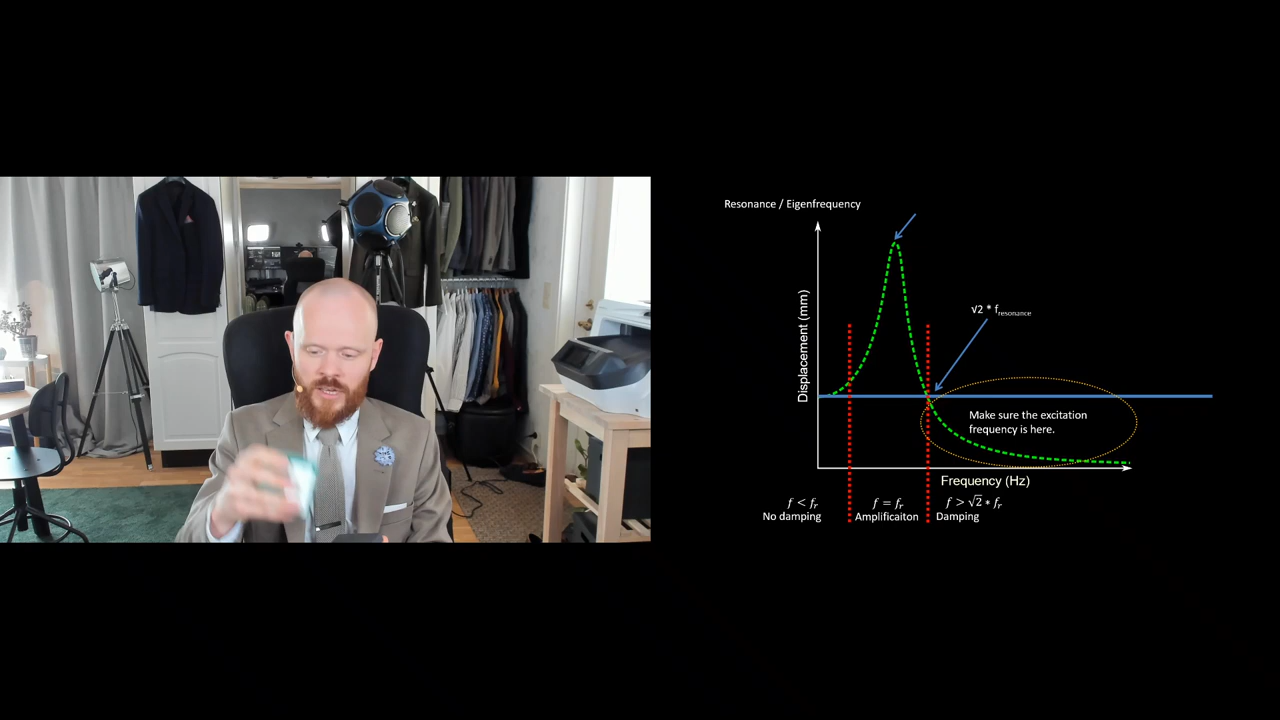 Resonance / Eigenfrequency
√2 * fresonance
Displacement (mm)
Make sure the excitation
frequency is here.
Frequency (Hz)
f < fr
No damping
f = fr
Amplificaiton
f > √2 * fr
Damping